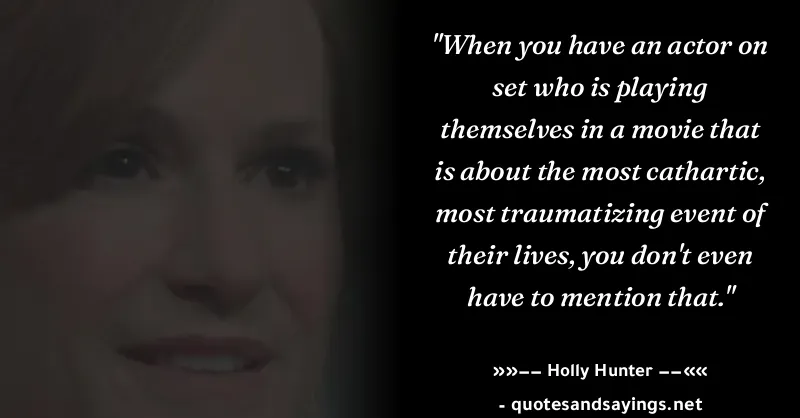 "When you have an actor on
set who is playing
themselves in a movie that
is about the most cathartic,
most traumatizing event of
their lives, you don't even
have to mention that."
»»−− Holly Hunter −−««
- quotesandsayings.net